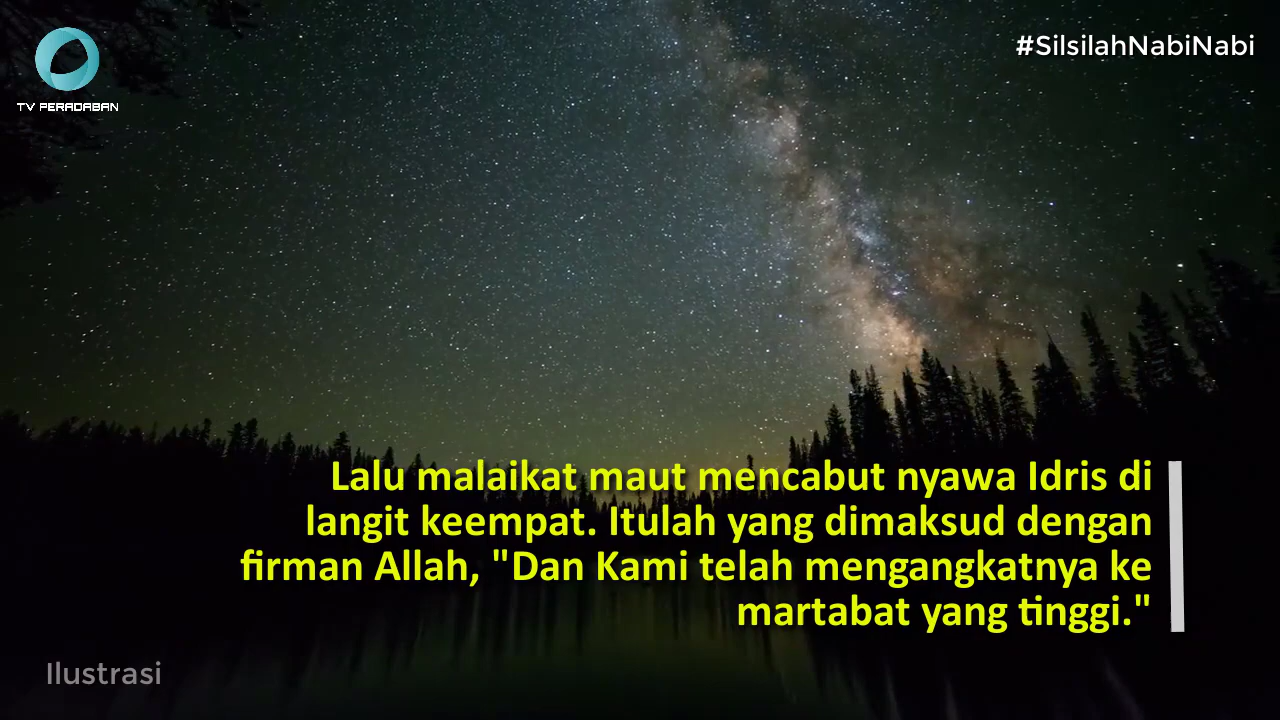 TV PERADABAN
#SilsilahNabiNabi
Lalu malaikat maut mencabut nyawa Idris di
langit keempat. Itulah yang dimaksud dengan
firman Allah, "Dan Kami telah mengangkatnya ke
martabat yang tinggi."
Ilustrasi